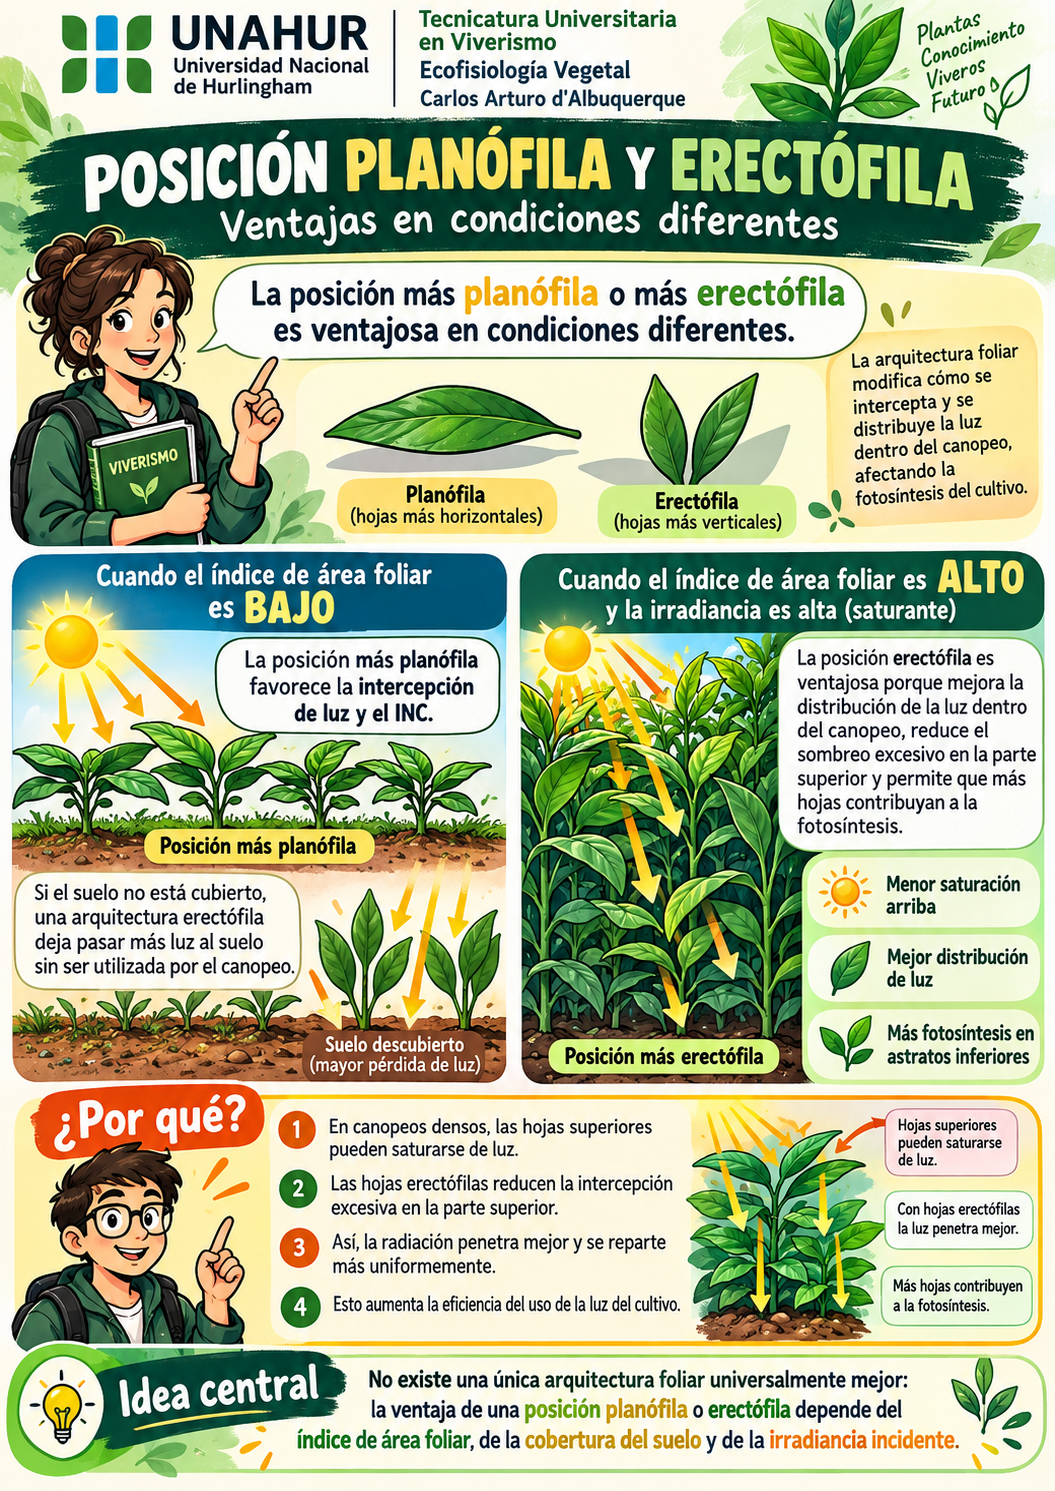 UNAHUR
Universidad Nacional
de Hurlingham
Tecnicatura Universitaria
en Viverismo
Ecofisiología Vegetal
Carlos Arturo d'Albuquerque
Plantas
Conocimiento
Viveros
Futuro
POSICIÓN PLANÓFILA Y ERECTÓFILA
Ventajas en condiciones diferentes
La posición más planófila o más erectófila
es ventajosa en condiciones diferentes.
VIVERISMO
Planófila
(hojas más horizontales)
Erectófila
(hojas más verticales)
La arquitectura foliar
modifica cómo se
intercepta y se
distribuye la luz
dentro del canopeo,
afectando la
fotosíntesis del cultivo.
Cuando el índice de área foliar
es BAJO
La posición más planófila
favorece la intercepción
de luz y el INC.
Posición más planófila
Si el suelo no está cubierto,
una arquitectura erectófila
deja pasar más luz al suelo
sin ser utilizada por el canopeo.
Suelo descubierto
(mayor pérdida de luz)
Cuando el índice de área foliar es ALTO
y la irradiancia es alta (saturante)
La posición erectófila es
ventajosa porque mejora la
distribución de la luz dentro
del canopeo, reduce el
sombreo excesivo en la parte
superior y permite que más
hojas contribuyan a la
fotosíntesis.
Menor saturación
arriba
Mejor distribución
de luz
Más fotosíntesis en
astratos inferiores
Posición más erectófila
¿Por qué?
1 En canopeos densos, las hojas superiores
pueden saturarse de luz.
2 Las hojas erectófilas reducen la intercepción
excesiva en la parte superior.
3 Así, la radiación penetra mejor y se reparte
más uniformemente.
4 Esto aumenta la eficiencia del uso de la luz del cultivo.
Hojas superiores
pueden saturarse
de luz.
Con hojas erectófilas
la luz penetra mejor.
Más hojas contribuyen
a la fotosíntesis.
Idea central
No existe una única arquitectura foliar universalmente mejor:
la ventaja de una posición planófila o erectófila depende del
índice de área foliar, de la cobertura del suelo y de la irradiancia incidente.